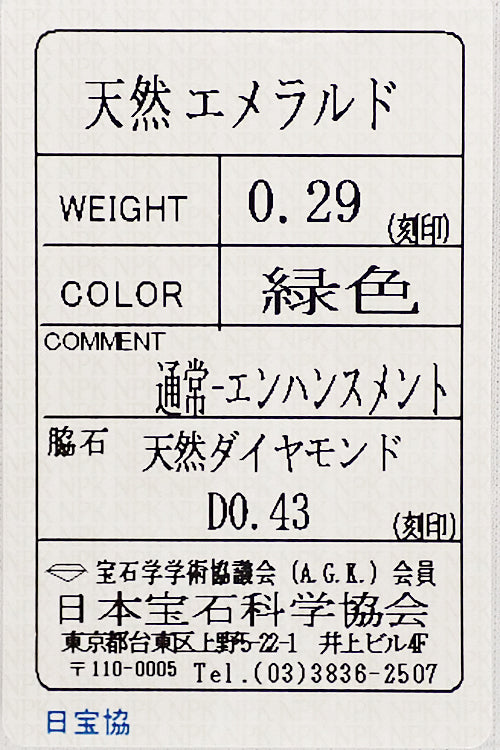 天然エメラルド
WEIGHT 0.29 (刻印)
COLOR 緑色
COMMENT
通常-エンハンスメント
脇石 天然ダイヤモンド
D0.43 (刻印)
宝石学学術協議会 (A.G.K.) 会員
日本宝石科学協会
東京都台東区上野5-22-1 井上ビル4F
〒110-0005 Tel.(03)3836-2507
日宝協